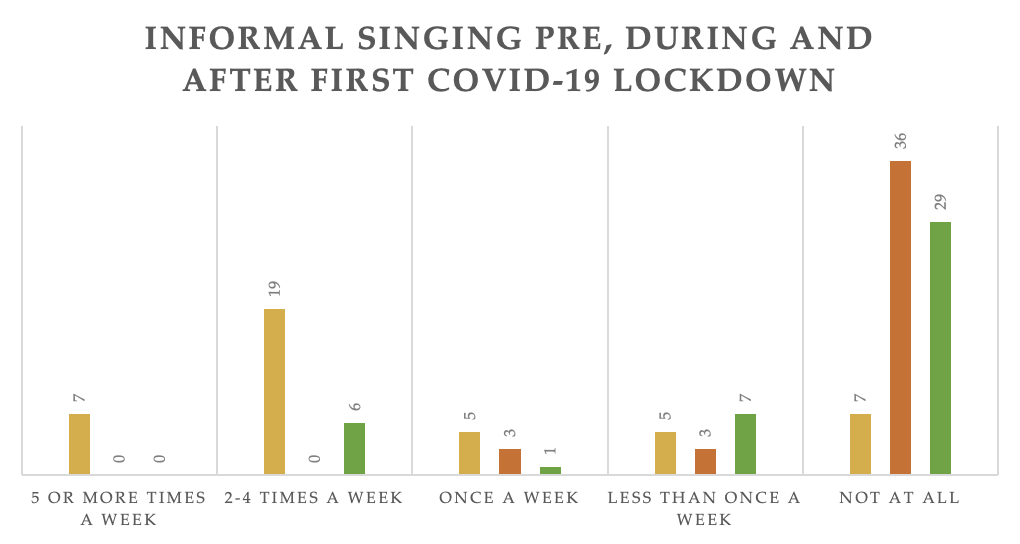 INFORMAL SINGING PRE, DURING AND
AFTER FIRST COVID-19 LOCKDOWN
7
0
0
19
0
6
5
3
1
5
3
7
7
36
29
5 OR MORE TIMES
A WEEK
2-4 TIMES A WEEK
ONCE A WEEK
LESS THAN ONCE A
WEEK
NOT AT ALL